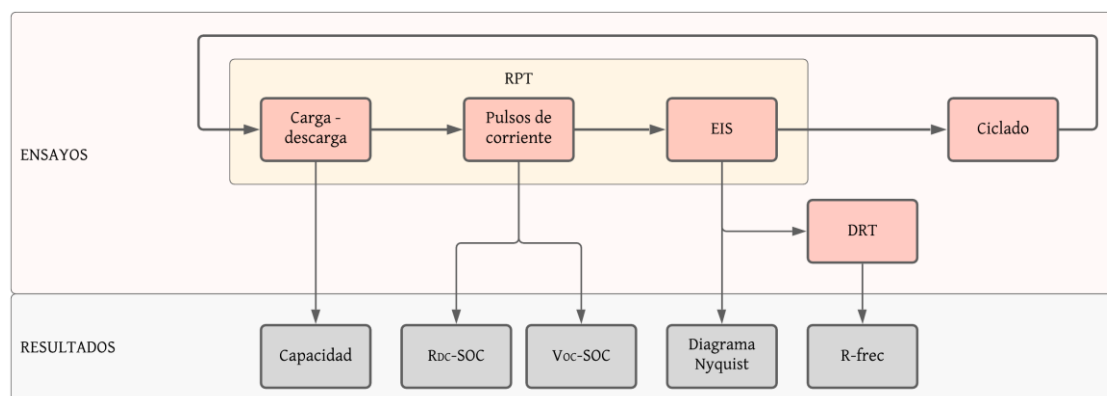 RPT
Carga -
descarga
Pulsos de
corriente
EIS
Ciclado
ENSAYOS
DRT
RESULTADOS
Capacidad
RDC-SOC
VOC-SOC
Diagrama
Nyquist
R-frec